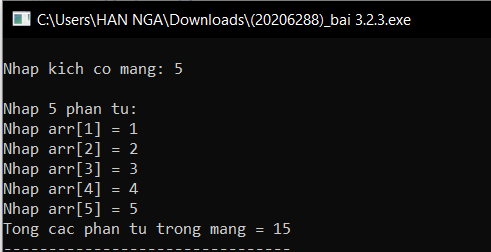 C:\Users\HAN NGA\Downloads\(20206288)_bai 3.2.3.exe
Nhap kich co mang: 5
Nhap 5 phan tu:
Nhap arr[1] = 1
Nhap arr[2] = 2
Nhap arr[3] = 3
Nhap arr[4] = 4
Nhap arr[5] = 5
Tong cac phan tu trong mang = 15
--------------------------------